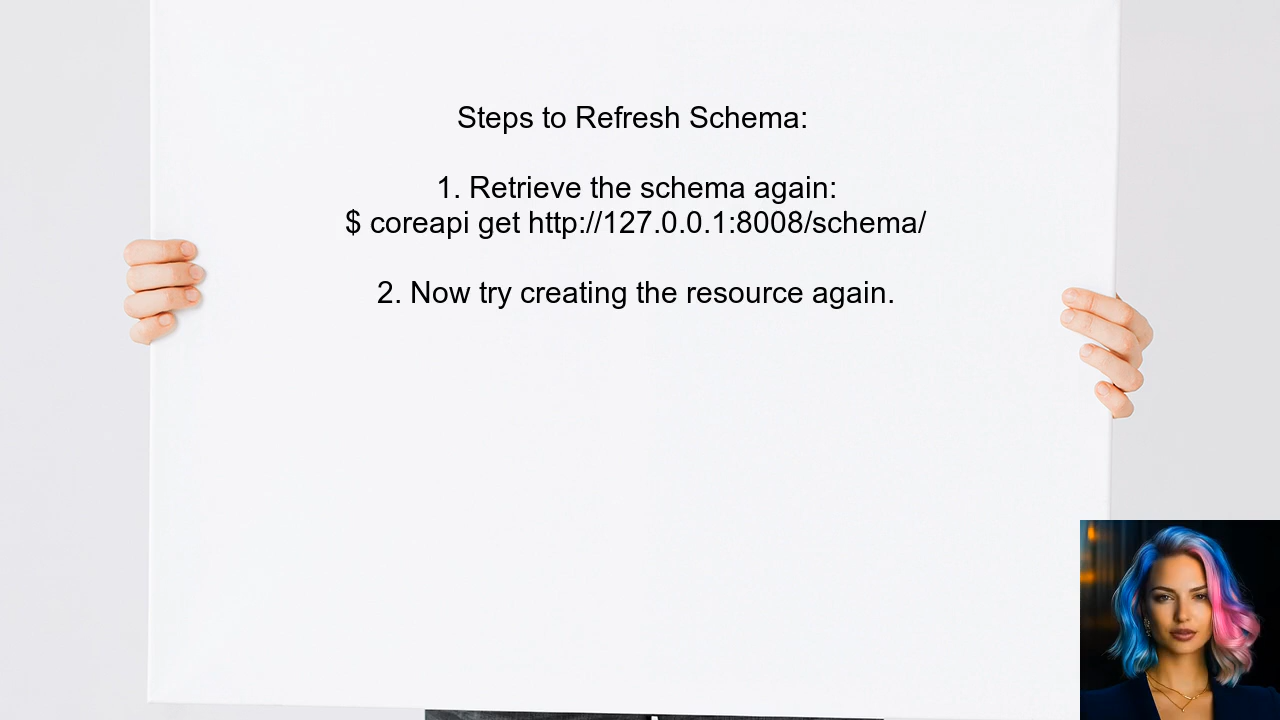 Steps to Refresh Schema:
1. Retrieve the schema again:
$ coreapi get http://127.0.0.1:8008/schema/
2. Now try creating the resource again.